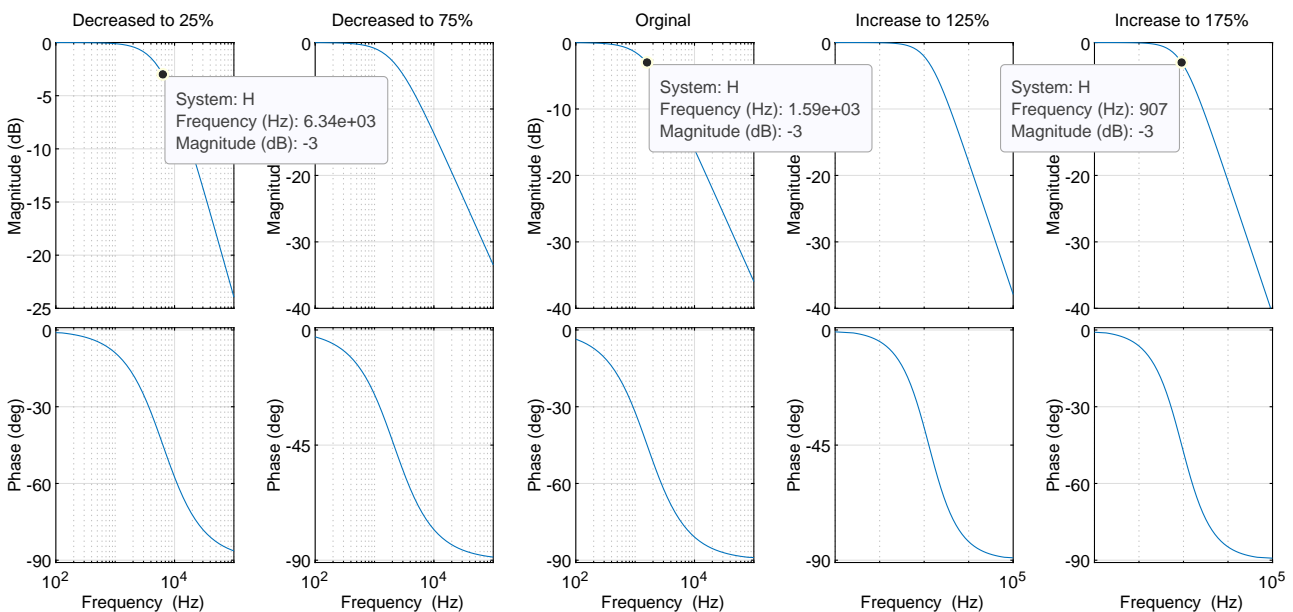 Decreased to 25%
Decreased to 75%
Orginal
Increase to 125%
Increase to 175%
0
-5
-10
-15
-20
-25
Magnitude (dB)
System: H
Frequency (Hz): 6.34e+03
Magnitude (dB): -3
0
-20
-30
-40
Magnitude (dB)
0
-10
-20
-30
-40
Magnitude (dB)
System: H
Frequency (Hz): 1.59e+03
Magnitude (dB): -3
0
-20
-30
-40
0
-20
-30
-40
Magnitude (dB)
System: H
Frequency (Hz): 907
Magnitude (dB): -3
0
-30
-60
-90
Phase (deg)
10^2
10^4
Frequency (Hz)
0
-45
-90
Phase (deg)
10^2
10^4
Frequency (Hz)
0
-45
-90
Phase (deg)
10^2
10^4
Frequency (Hz)
0
-45
-90
Phase (deg)
10^5
Frequency (Hz)
0
-30
-60
-90
Phase (deg)
10^5
Frequency (Hz)